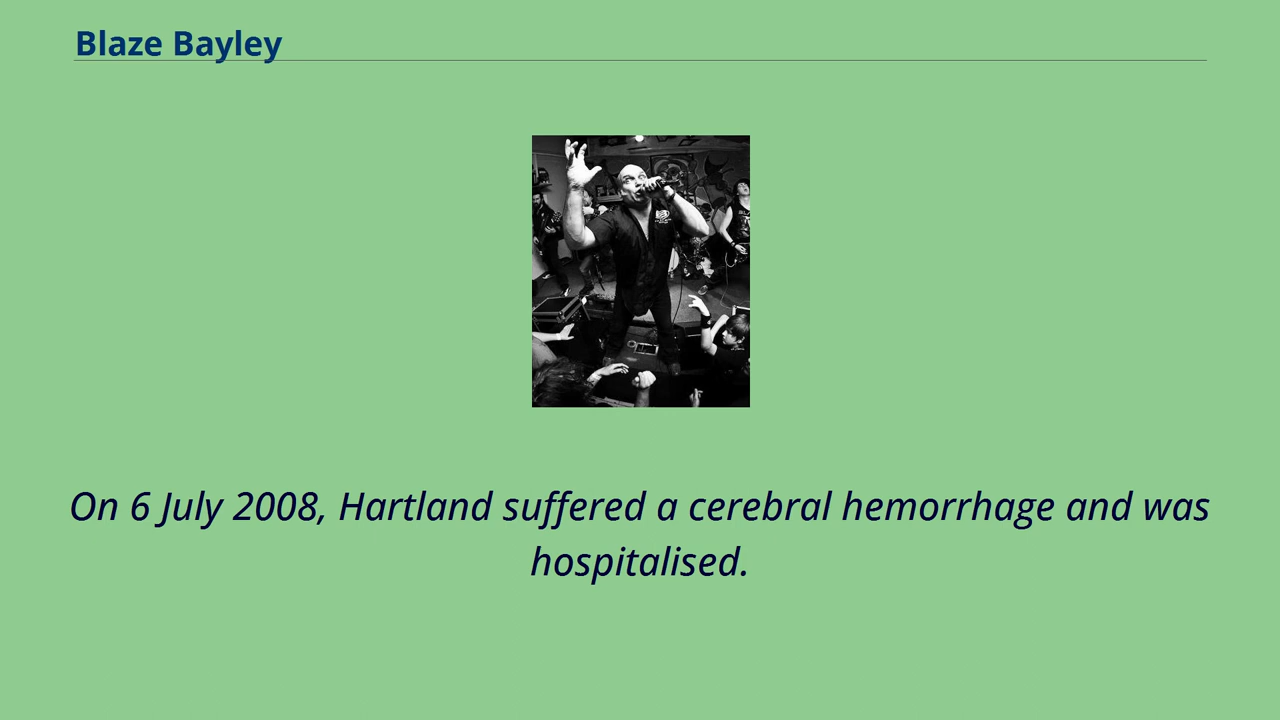 Blaze Bayley
On 6 July 2008, Hartland suffered a cerebral hemorrhage and was
hospitalised.